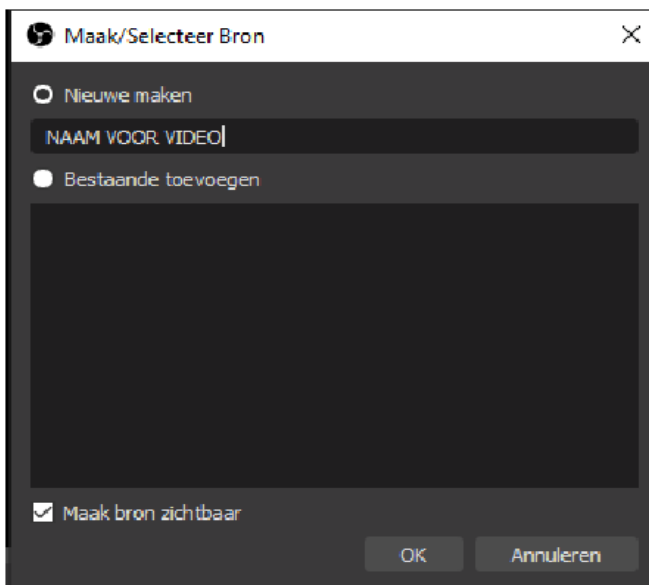 Maak/Selecteer Bron
Nieuwe maken
NAAM VOOR VIDEO
Bestaande toevoegen
Maak bron zichtbaar
OK Annuleren